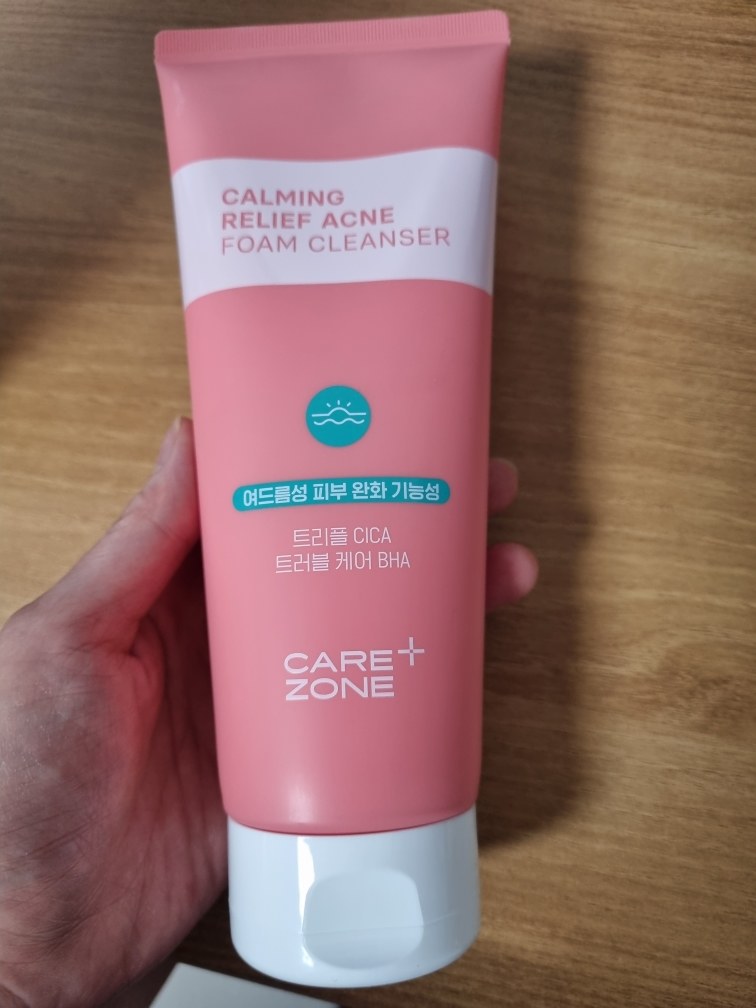 CALMING
RELIEF ACNE
FOAM CLEANSER
여드름성 피부 완화 기능성
트리플 CICA
트러블 케어 BHA
CARE+
ZONE